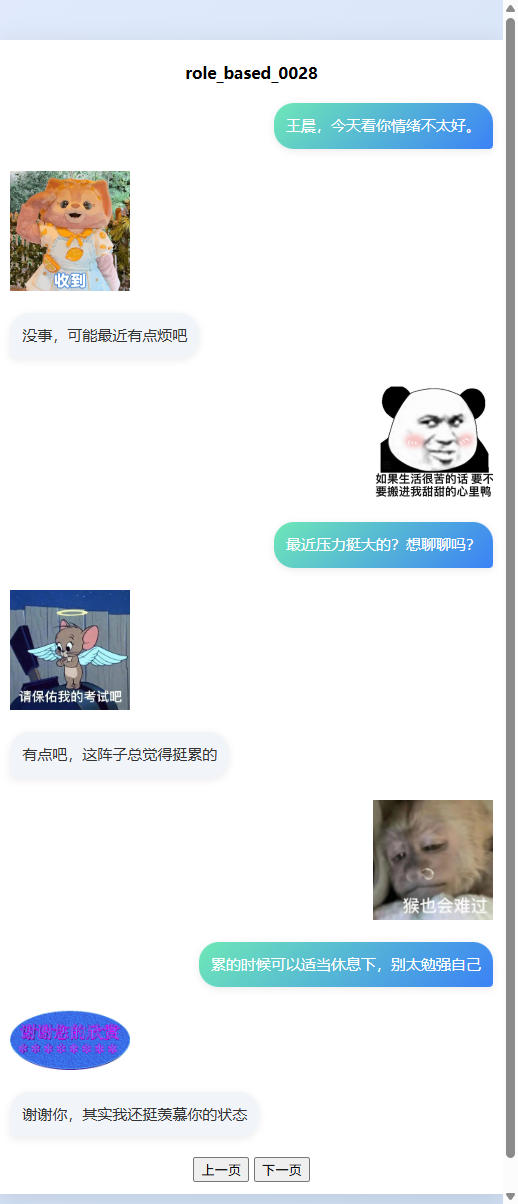 role_based_0028
王晨，今天看你情绪不太好。
收到
没事，可能最近有点烦吧
如果生活很苦的话 要不
要搬进我甜甜的心里鸭
最近压力挺大的？想聊聊吗？
请保佑我的考试吧
有点吧，这阵子总觉得挺累的
猴也会难过
累的时候可以适当休息下，别太勉强自己
谢谢您的欣赏
谢谢你，其实我还挺羡慕你的状态
上一页 下一页